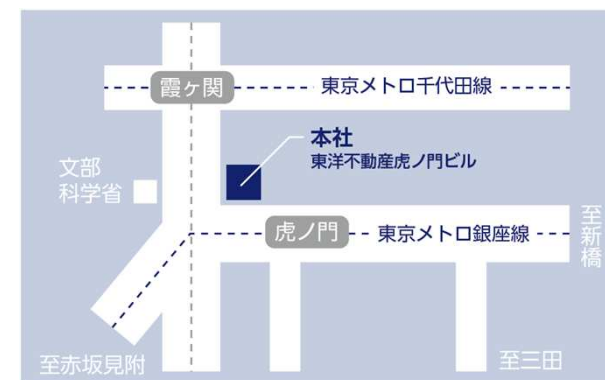 霞ヶ関
東京メトロ千代田線
本社
東洋不動産虎ノ門ビル
文部
科学省
虎ノ門
東京メトロ銀座線
至新橋
至赤坂見附
至三田